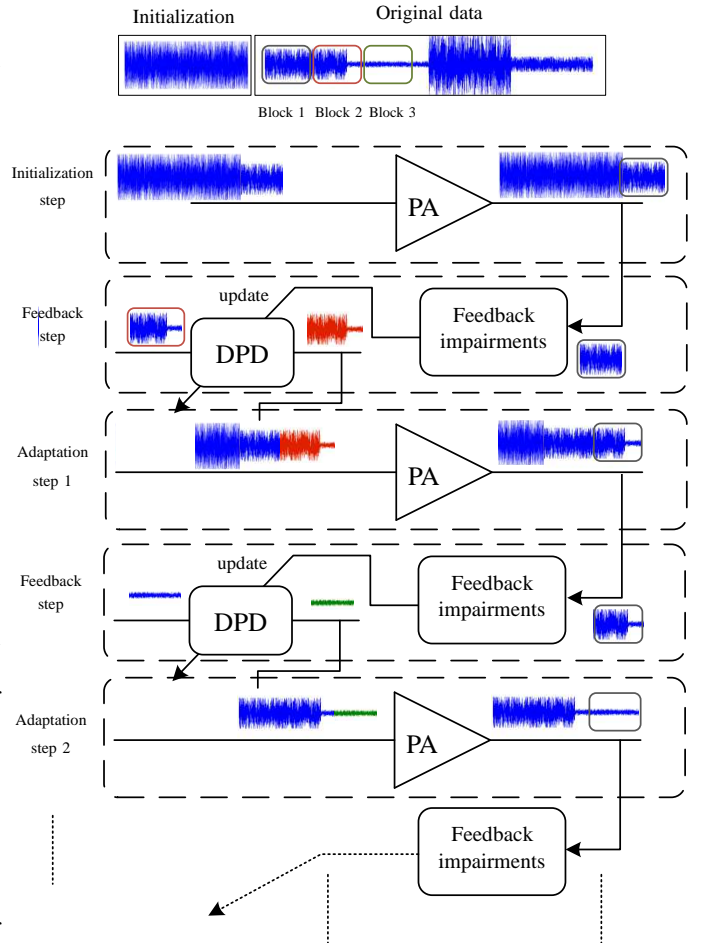 Initialization
Original data
Block 1 Block 2 Block 3
Initialization
step
PA
Feedback
step
update
DPD
Feedback
impairments
Adaptation
step 1
PA
Feedback
step
update
DPD
Feedback
impairments
Adaptation
step 2
PA
Feedback
impairments